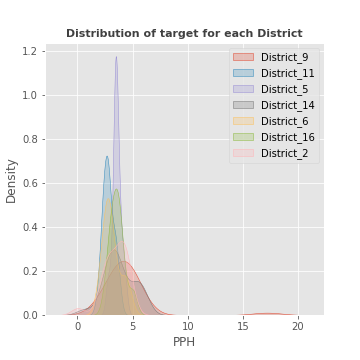 Distribution of target for each District
District_9
District_11
District_5
District_14
District_6
District_16
District_2
1.2
1.0
0.8
0.6
0.4
0.2
0.0
Density
0
5
10
15
20
PPH